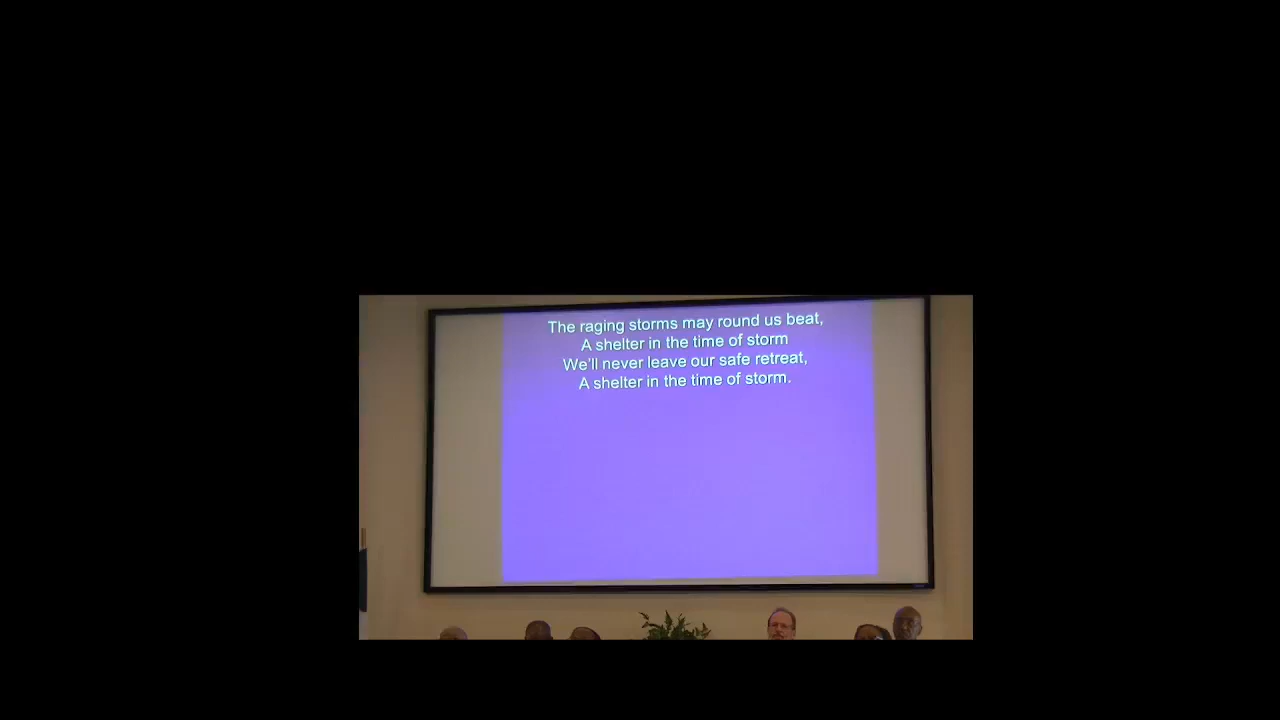 The raging storms may round us beat,
A shelter in the time of storm
We'll never leave our safe retreat,
A shelter in the time of storm.